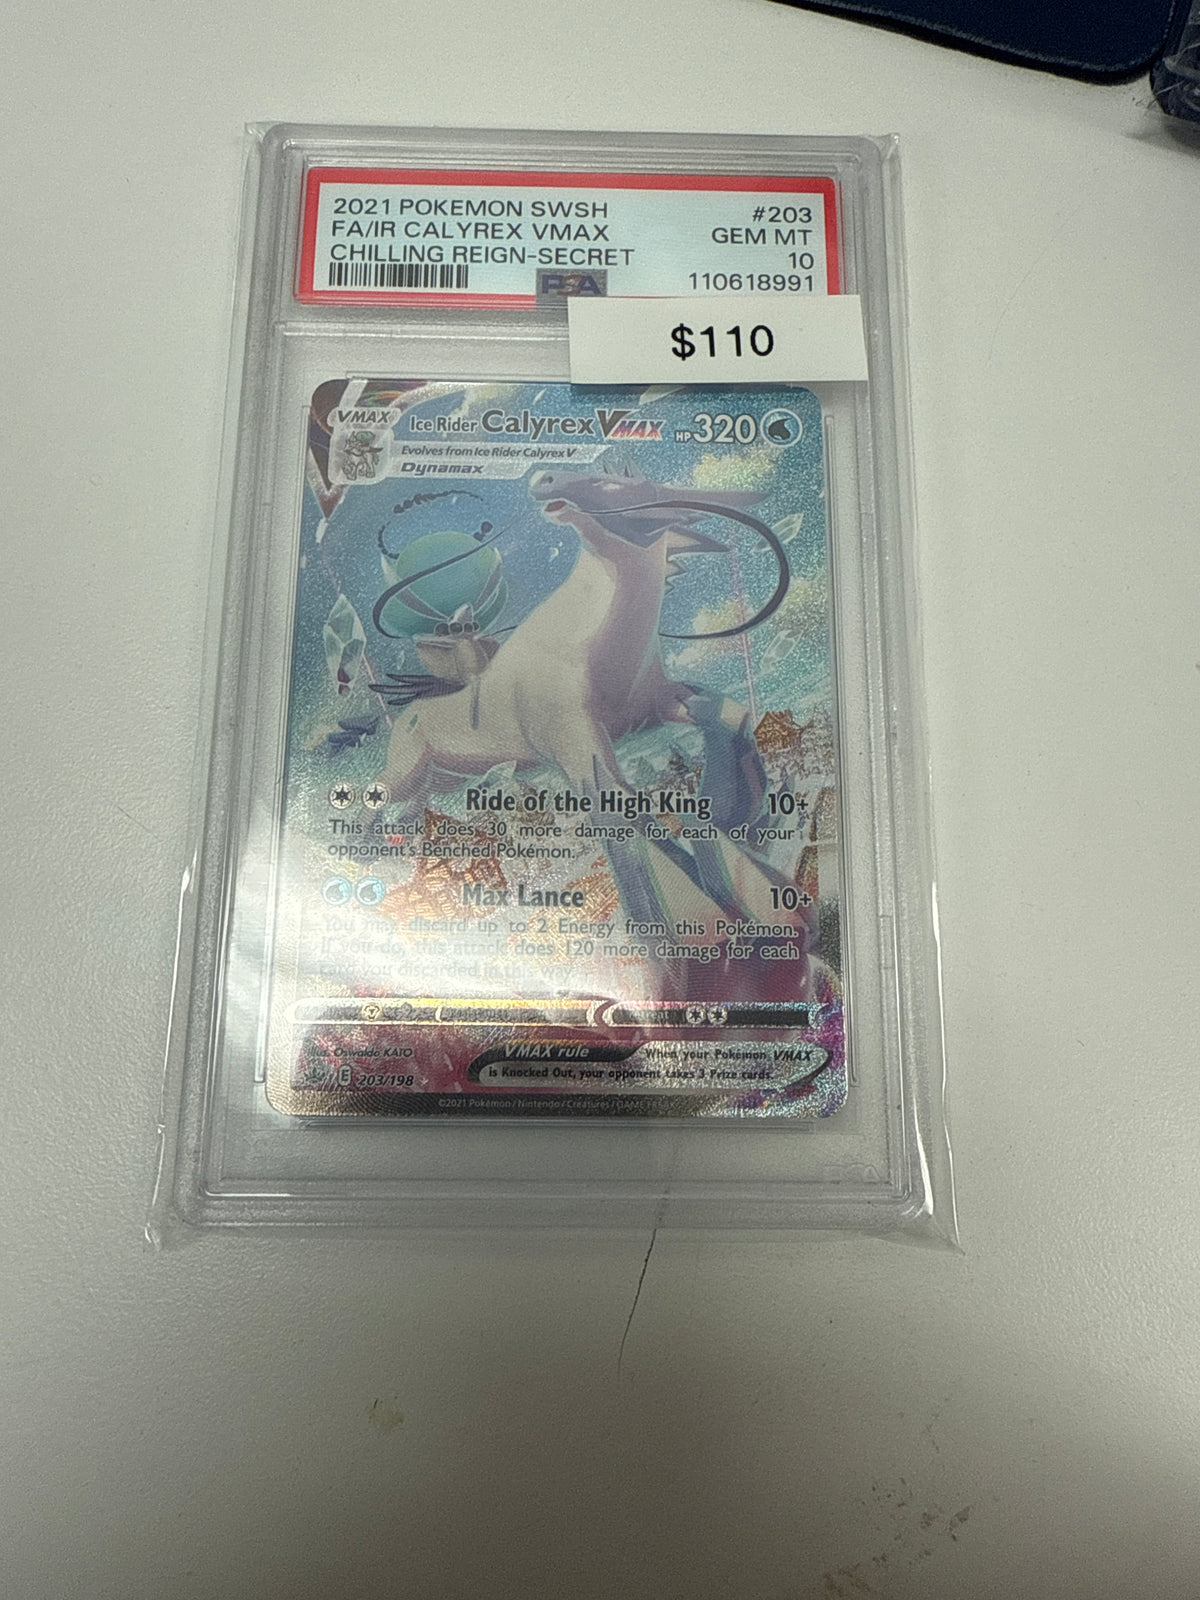 2021 POKEMON SWSH #203
FA/IR CALYREX VMAX GEM MT
CHILLING REIGN-SECRET 10
PSA 110618991
$110
VMAX Ice Rider Calyrex VMAX HP 320
Evolves from Ice Rider Calyrex V
Dynamax
Ride of the High King 10+
This attack does 30 more damage for each of your
opponent's Benched Pokémon.
Max Lance 10+
You may discard up to 2 Energy from this Pokémon.
If you do, this attack does 120 more damage for each
card you discarded in this way.
Illus. Oswaldo KATO
VMAX rule When your Pokémon VMAX
is Knocked Out, your opponent takes 3 Prize cards.
E 203/198
©2021 Pokémon / Nintendo / Creatures / GAME